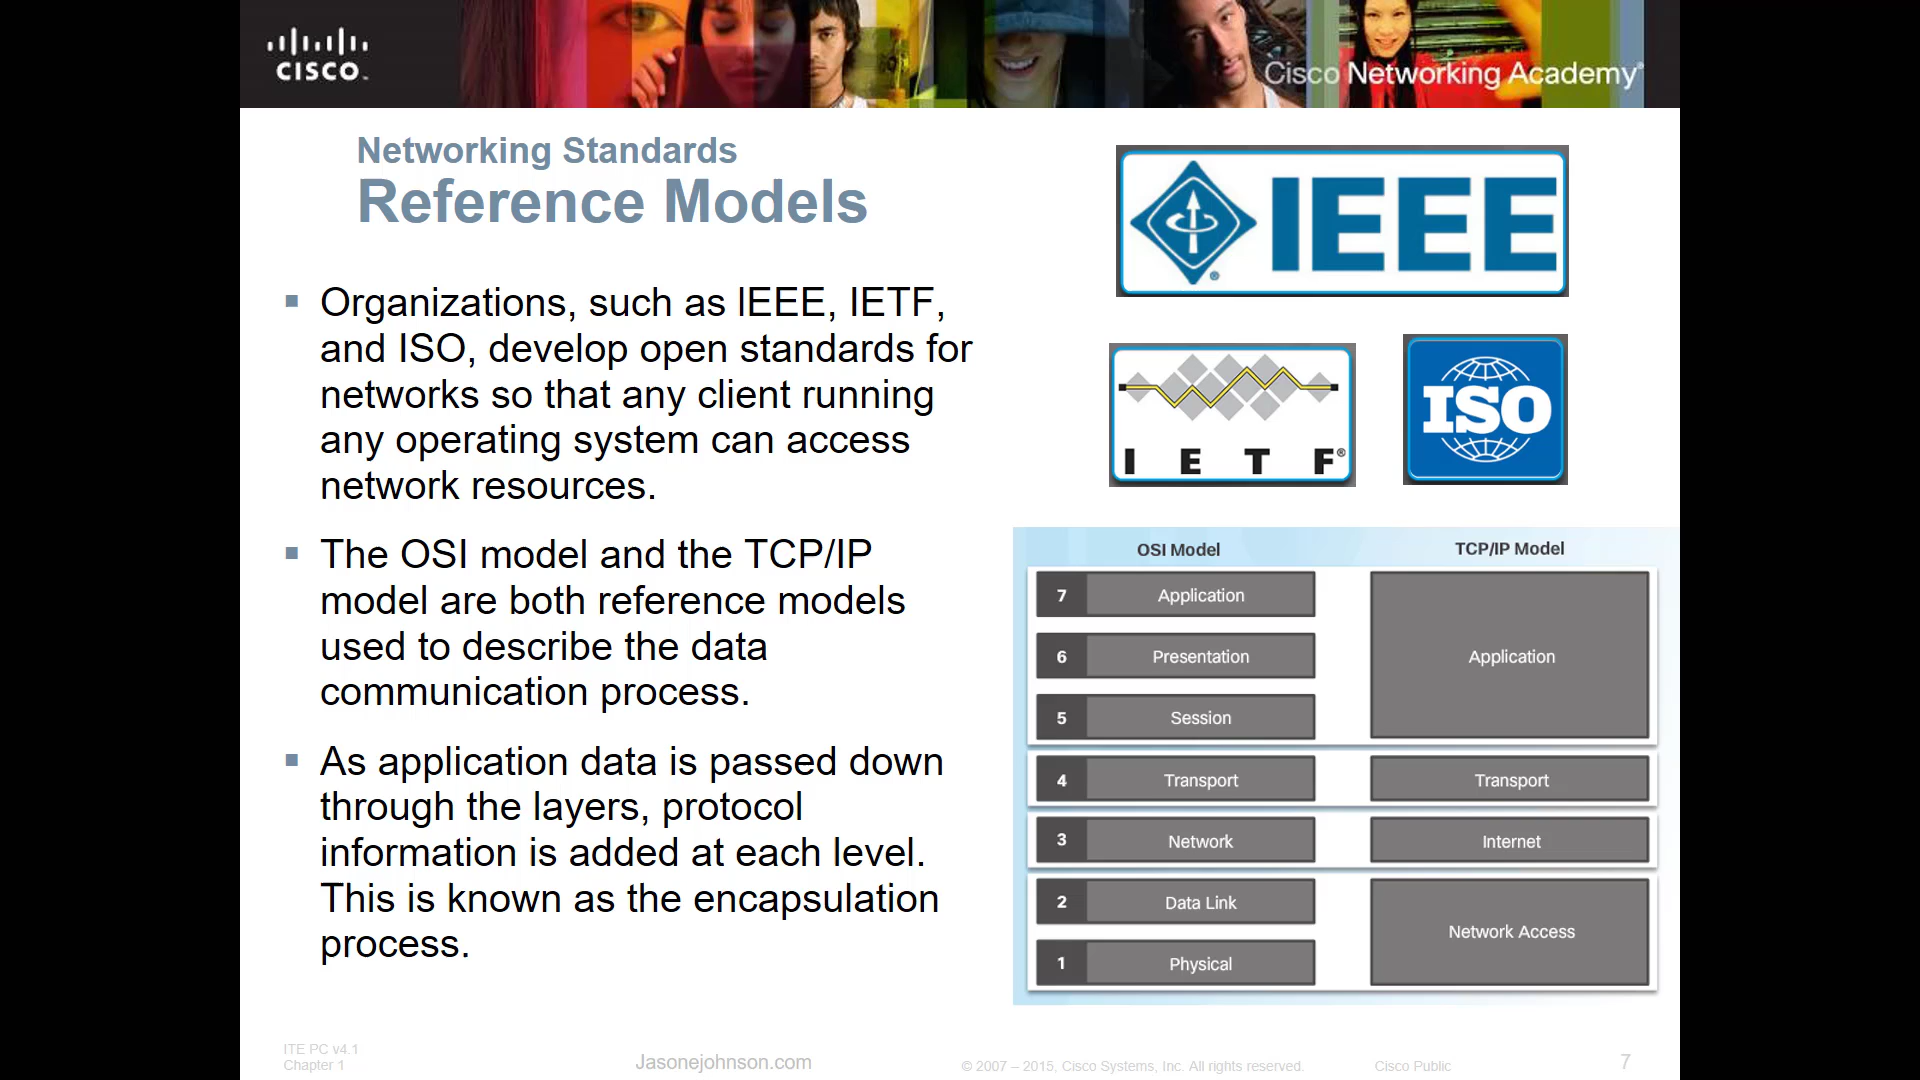 CISCO
Cisco Networking Academy®
Networking Standards
Reference Models
Organizations, such as IEEE, IETF,
and ISO, develop open standards for
networks so that any client running
any operating system can access
network resources.
The OSI model and the TCP/IP
model are both reference models
used to describe the data
communication process.
As application data is passed down
through the layers, protocol
information is added at each level.
This is known as the encapsulation
process.
IEEE
®
I E T F®
ISO
OSI Model TCP/IP Model
7 Application
6 Presentation
5 Session
Application
4 Transport Transport
3 Network Internet
2 Data Link
1 Physical
Network Access
ITE PC v4.1
Chapter 1
Jasonejohnson.com
© 2007 – 2015, Cisco Systems, Inc. All rights reserved.
Cisco Public
7